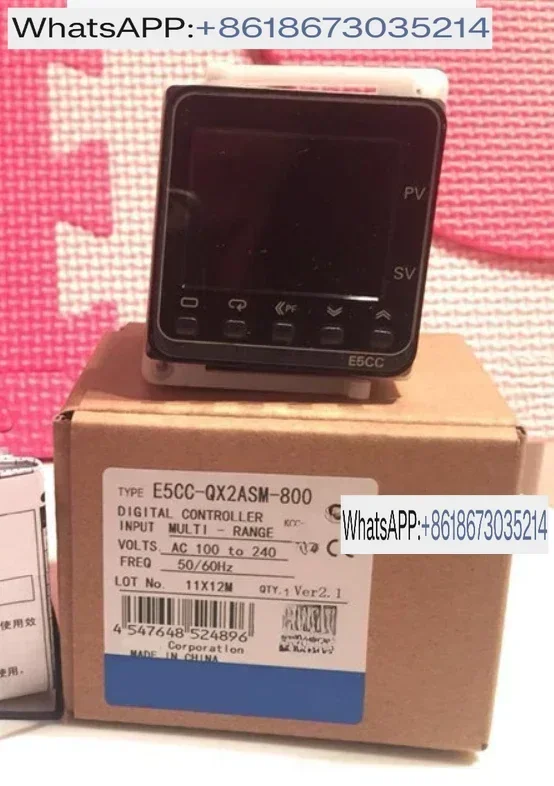 WhatsAPP:+8618673035214
PV
SV
PF
E5CC
TYPE E5CC-QX2ASM-800
DIGITAL CONTROLLER
INPUT MULTI - RANGE
WhatsAPP:+8618673035214
VOLTS. AC 100 to 240
FREQ 50/60Hz
LOT No. 11X12M QTY.1 Ver2.1
4 547648 524896
Corporation
MADE IN CHINA
使用效
使用.